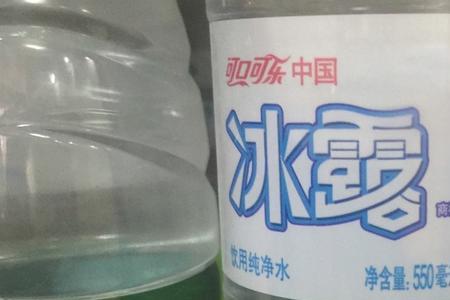 可口可乐中国
冰露
饮用纯净水
净含量:550毫